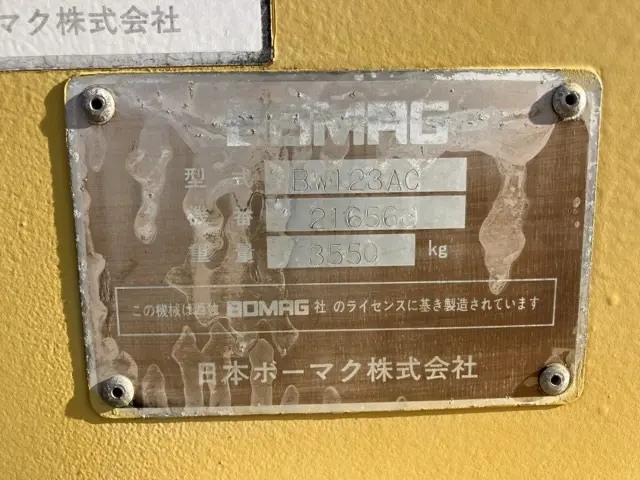 マク株式会社
BOMAG
型式 BW123AC
機番
重量 3550 kg
この機械は西独 BOMAG 社 のライセンスに基き製造されています
日本ボーマク株式会社